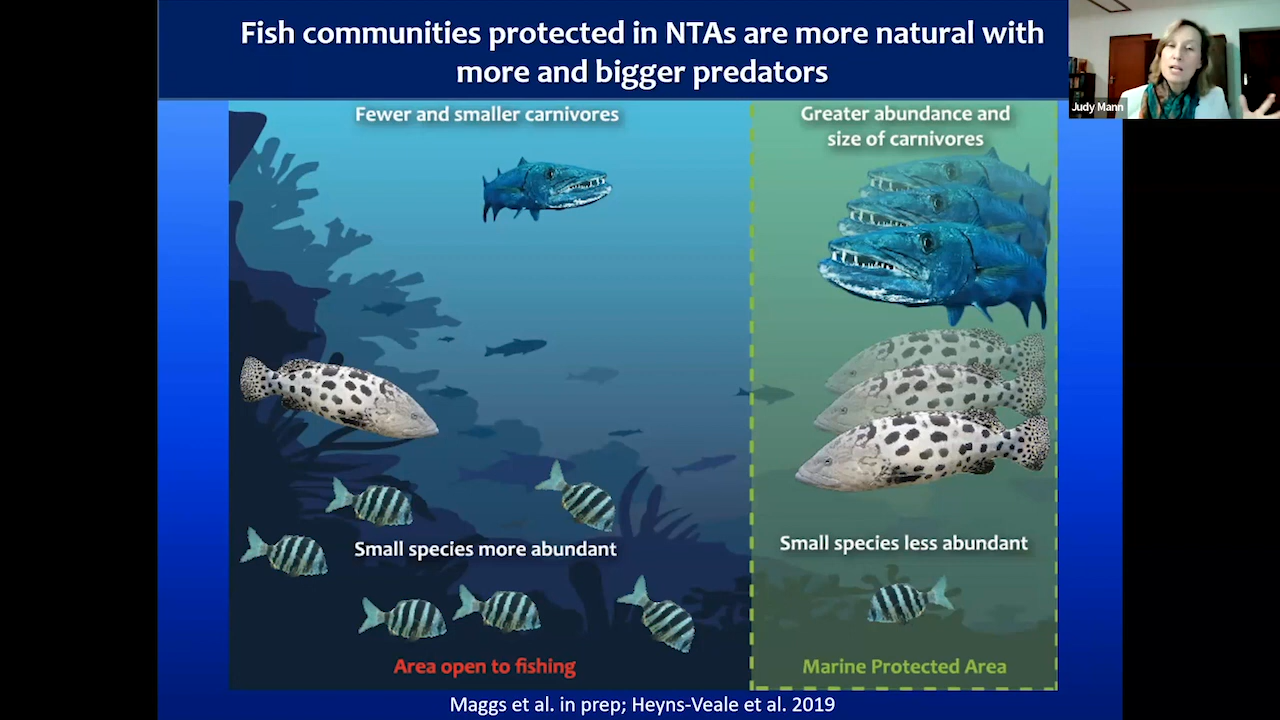 Fish communities protected in NTAs are more natural with
more and bigger predators
Judy Mann
Fewer and smaller carnivores
Greater abundance and
size of carnivores
Small species more abundant
Small species less abundant
Area open to fishing
Marine Protected Area
Maggs et al. in prep; Heyns-Veale et al. 2019